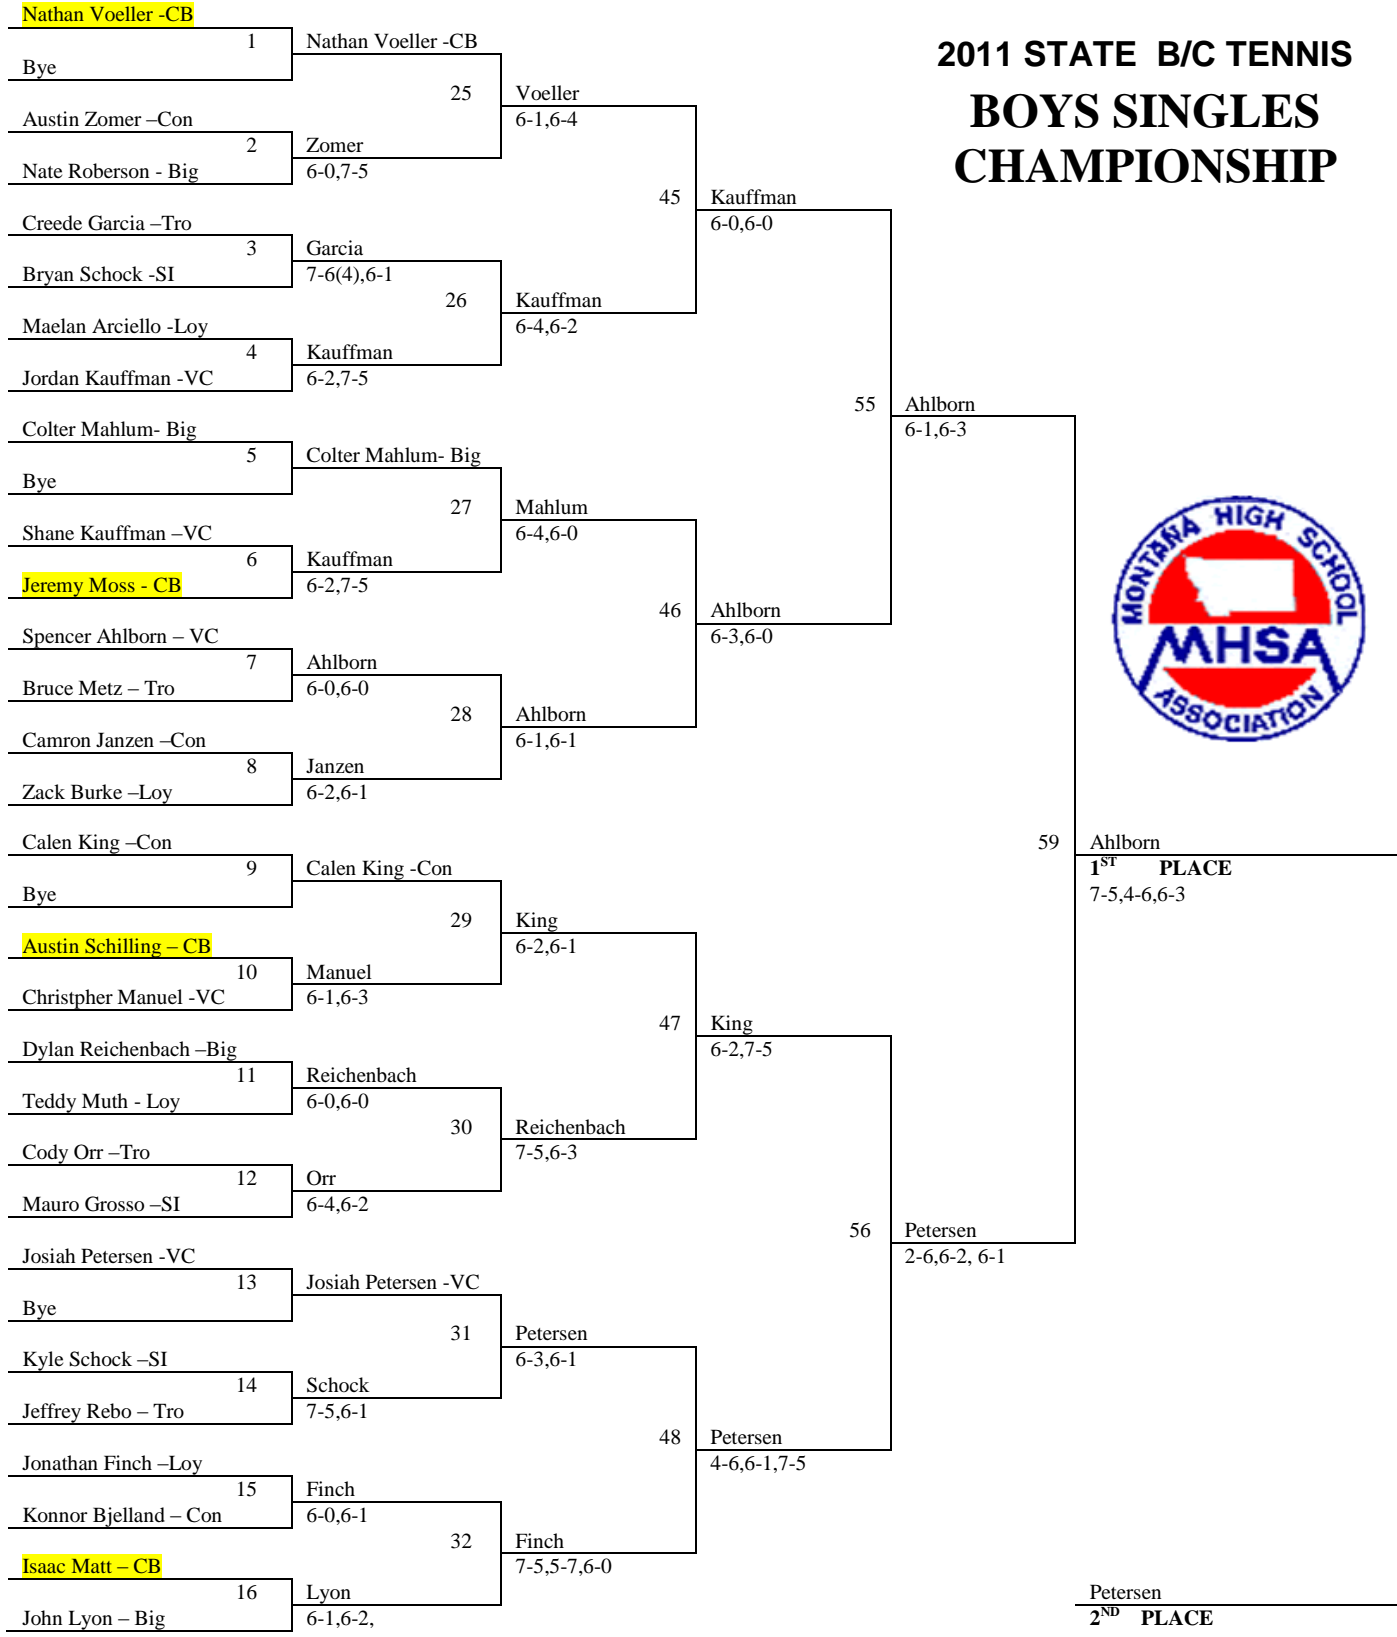 2011 STATE B/C TENNIS
BOYS SINGLES
CHAMPIONSHIP
Nathan Voeller -CB
1
Bye
Nathan Voeller -CB
25
Austin Zomer –Con
2
Nate Roberson - Big
Zomer
6-0,7-5
Voeller
6-1,6-4
45
Creede Garcia –Tro
3
Bryan Schock -SI
Garcia
7-6(4),6-1
26
Maelan Arciello -Loy
4
Jordan Kauffman -VC
Kauffman
6-2,7-5
Kauffman
6-4,6-2
Kauffman
6-0,6-0
55
Colter Mahlum- Big
5
Bye
Colter Mahlum- Big
27
Shane Kauffman –VC
6
Jeremy Moss - CB
Kauffman
6-2,7-5
Mahlum
6-4,6-0
46
Spencer Ahlborn – VC
7
Bruce Metz – Tro
Ahlborn
6-0,6-0
28
Camron Janzen –Con
8
Zack Burke –Loy
Janzen
6-2,6-1
Ahlborn
6-1,6-1
Ahlborn
6-3,6-0
Ahlborn
6-1,6-3
MONTANA HIGH SCHOOL
MHSA
ASSOCIATION
59
Ahlborn
1ST PLACE
7-5,4-6,6-3
Calen King –Con
9
Bye
Calen King -Con
29
Austin Schilling – CB
10
Christpher Manuel -VC
Manuel
6-1,6-3
King
6-2,6-1
47
Dylan Reichenbach –Big
11
Teddy Muth - Loy
Reichenbach
6-0,6-0
30
Cody Orr –Tro
12
Mauro Grosso –SI
Orr
6-4,6-2
Reichenbach
7-5,6-3
King
6-2,7-5
56
Josiah Petersen -VC
13
Bye
Josiah Petersen -VC
31
Kyle Schock –SI
14
Jeffrey Rebo – Tro
Schock
7-5,6-1
Petersen
6-3,6-1
48
Jonathan Finch –Loy
15
Konnor Bjelland – Con
Finch
6-0,6-1
32
Isaac Matt – CB
16
John Lyon – Big
Lyon
6-1,6-2,
Finch
7-5,5-7,6-0
Petersen
4-6,6-1,7-5
Petersen
2-6,6-2, 6-1
Petersen
2ND PLACE